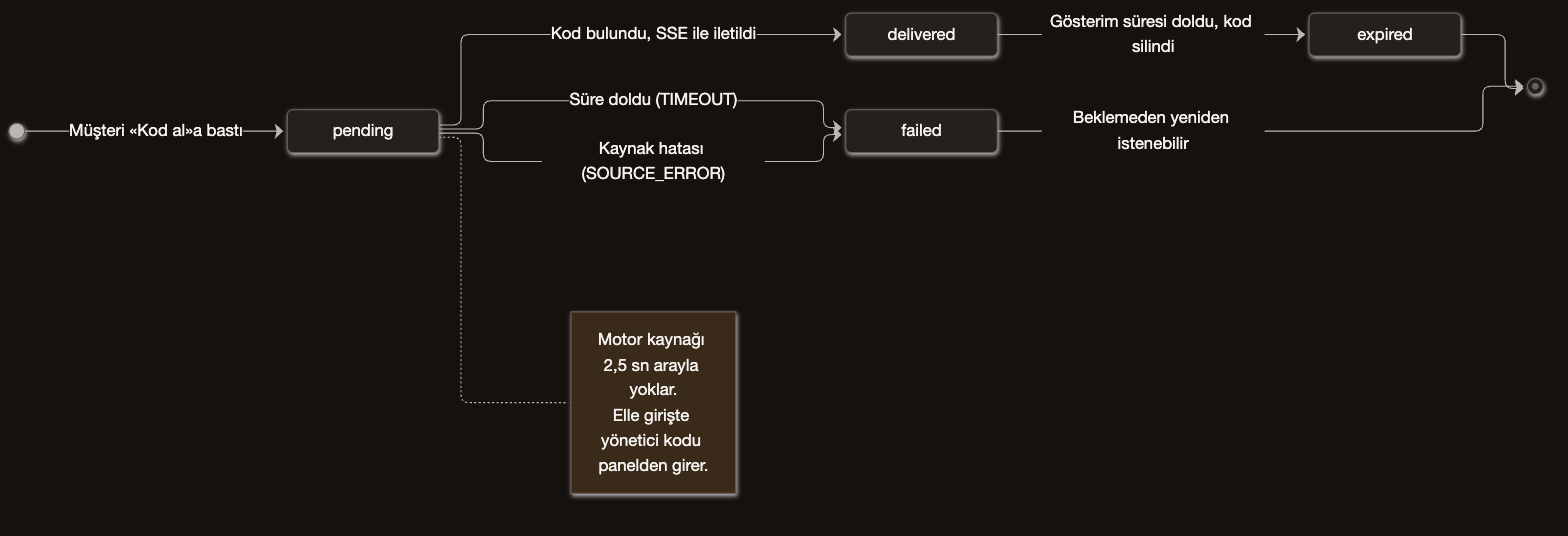 Müşteri «Kod al»a bastı
pending
Kod bulundu, SSE ile iletildi
Süre doldu (TIMEOUT)
Kaynak hatası
(SOURCE_ERROR)
delivered
failed
Gösterim süresi doldu, kod
silindi
Beklemeden yeniden
istenebilir
expired
Motor kaynağı
2,5 sn arayla
yoklar.
Elle girişte
yönetici kodu
panelden girer.